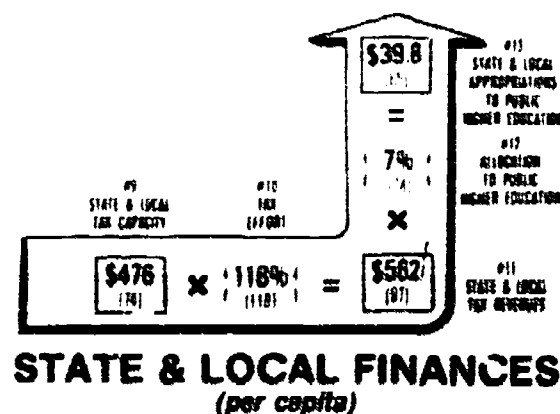 $39.8
=
7%
×
#13
STATE & LOCAL
APPROPRIATIONS
TO PUBLIC
HIGHER EDUCATION
#12
ALLOCATION
TO PUBLIC
HIGHER EDUCATION
#9
STATE & LOCAL
TAX CAPACITY
#10
TAX
EFFORT
$476 × 118% = $562
(118) (87)
#11
STATE & LOCAL
TAX REVENUES
STATE & LOCAL FINANCES
(per capita)